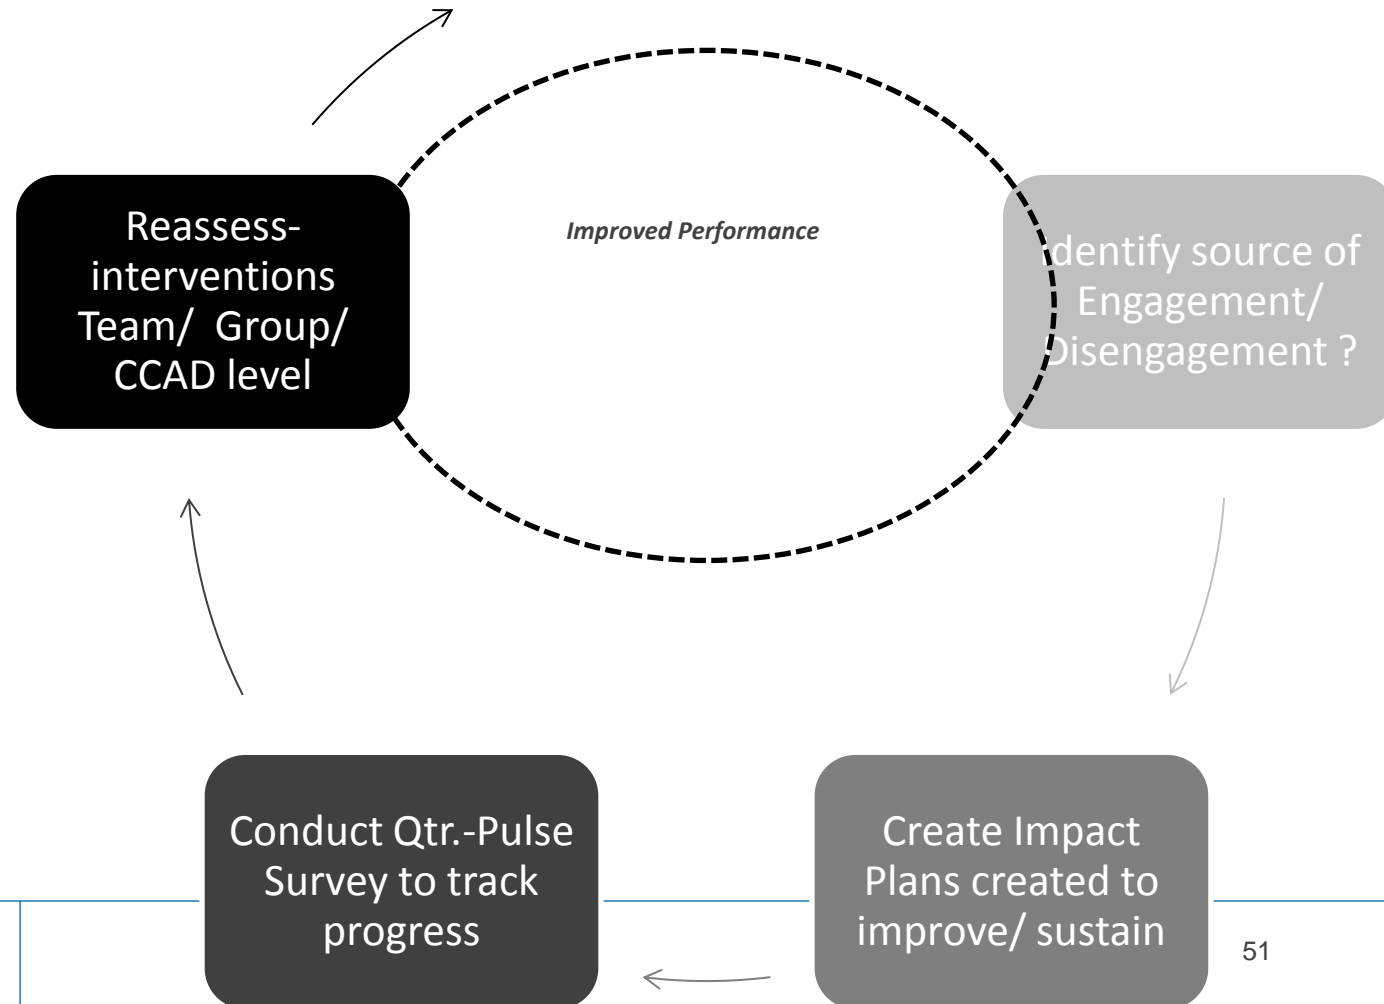 Improved Performance
Identify source of
Engagement/
Disengagement ?
Create Impact
Plans created to
improve/ sustain
Conduct Qtr.-Pulse
Survey to track
progress
Reassess-
interventions
Team/  Group/
CCAD level
51